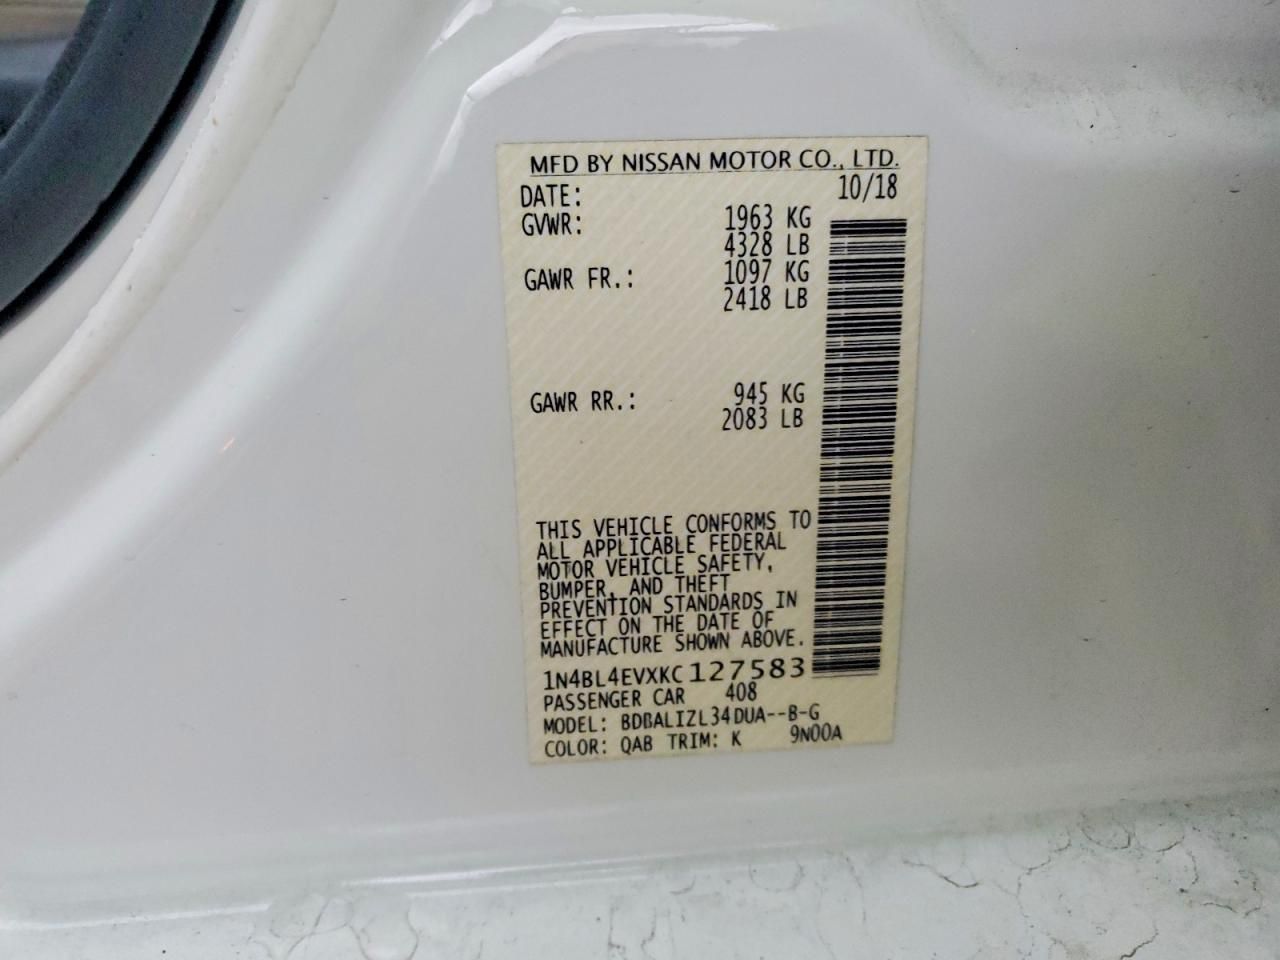 MFD BY NISSAN MOTOR CO., LTD.
DATE: 10/18
GVWR: 1963 KG
4328 LB
GAWR FR.: 1097 KG
2418 LB
GAWR RR.: 945 KG
2083 LB
THIS VEHICLE CONFORMS TO
ALL APPLICABLE FEDERAL
MOTOR VEHICLE SAFETY,
BUMPER, AND THEFT
PREVENTION STANDARDS IN
EFFECT ON THE DATE OF
MANUFACTURE SHOWN ABOVE.
1N4BL4EVXKC127583
PASSENGER CAR 408
MODEL: BDBALIZL34DUA--B-G
COLOR: QAB TRIM: K 9N00A